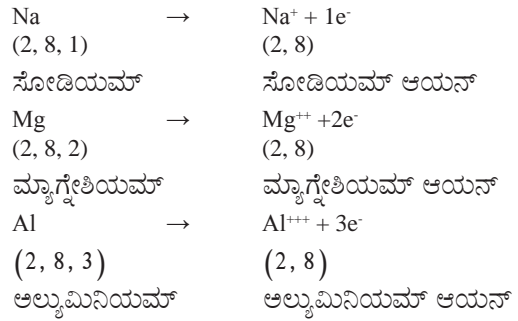 Na → Na⁺ + 1e⁻
(2, 8, 1) (2, 8)
ಸೋಡಿಯಮ್ ಸೋಡಿಯಮ್ ಆಯನ್
Mg → Mg⁺⁺ +2e⁻
(2, 8, 2) (2, 8)
ಮ್ಯಾಗ್ನೇಶಿಯಮ್ ಮ್ಯಾಗ್ನೇಶಿಯಮ್ ಆಯನ್
Al → Al⁺⁺⁺ + 3e⁻
(2, 8, 3) (2, 8)
ಅಲ್ಯುಮಿನಿಯಮ್ ಅಲ್ಯುಮಿನಿಯಮ್ ಆಯನ್